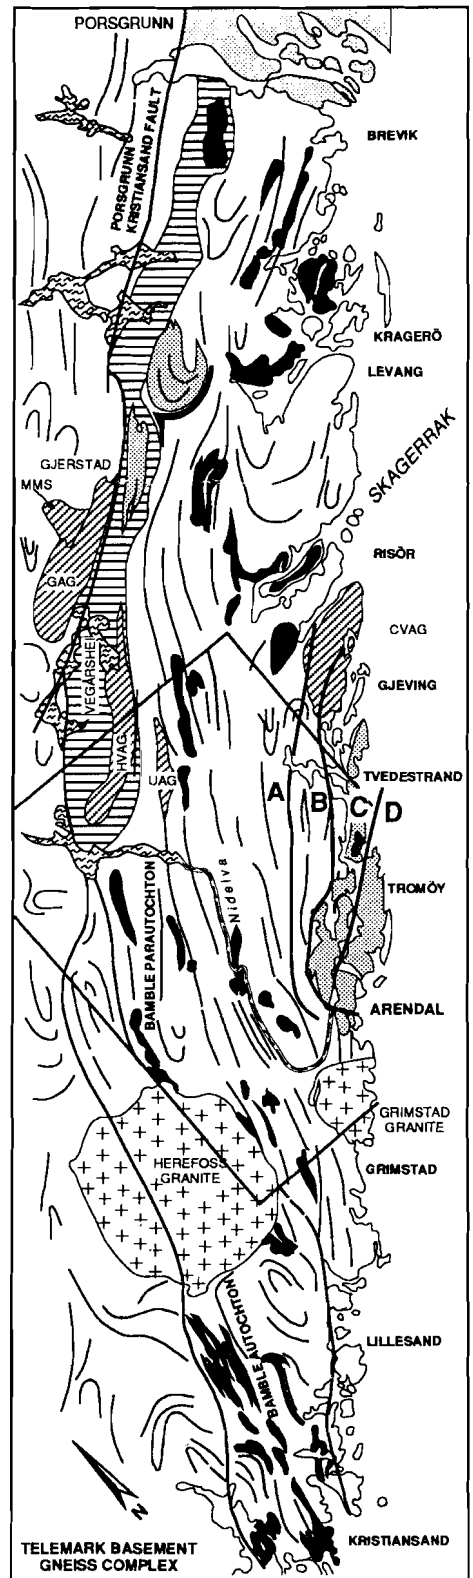 PORSGRUNN
PORSGRUNN
KRISTIANSAND FAULT
BREVIK
KRAGERÖ
LEVANG
SKAGERRAK
GJERSTAD
MMS
GAG
RISÖR
CVAG
VEGÅRSHEI
HVAG
GJEVING
UAG
TVEDESTRAND
A
B
C
D
TROMÖY
Nidelva
BAMBLE PARAUTOCHTON
ARENDAL
GRIMSTAD
GRANITE
HEREFOSS
GRANITE
GRIMSTAD
LILLESAND
BAMBLE AUTOCHTON
N
KRISTIANSAND
TELEMARK BASEMENT
GNEISS COMPLEX